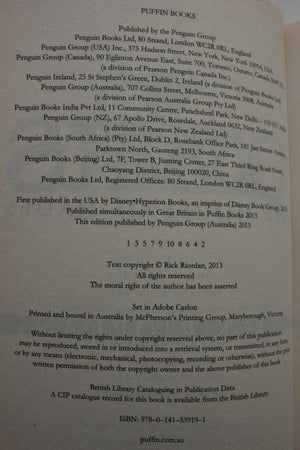 PUFFIN BOOKS
Published by the Penguin Group
Penguin Books Ltd, 80 Strand, London WC2R 0RL, England
Penguin Group (USA) Inc., 375 Hudson Street, New York, New York 10014, USA
Penguin Group (Canada), 90 Eglinton Avenue East, Suite 700, Toronto, Ontario, Canada
(a division of Pearson Penguin Canada Inc.)
Penguin Ireland, 25 St Stephen's Green, Dublin 2, Ireland (a division of Penguin Books Ltd)
Penguin Group (Australia), 707 Collins Street, Melbourne, Victoria 3008, Australia
(a division of Pearson Australia Group Pty Ltd)
Penguin Books India Pvt Ltd, 11 Community Centre, Panchsheel Park, New Delhi –
Penguin Group (NZ), 67 Apollo Drive, Rosedale, Auckland 0632, New Zealand
(a division of Pearson New Zealand Ltd)
Penguin Books (South Africa) (Pty) Ltd, Block D, Rosebank Office Park, 181 Jan Smuts Avenue,
Parktown North, Gauteng 2193, South Africa
Penguin Books (Beijing) Ltd, 7F, Tower B, Jiaming Center, 27 East Third Ring Road North,
Chaoyang District, Beijing 100020, China
Penguin Books Ltd, Registered Offices: 80 Strand, London WC2R 0RL, England
First published in the USA by Disney•Hyperion Books, an imprint of Disney Book Group, 2013
Published simultaneously in Great Britain in Puffin Books 2013
This edition published by Penguin Group (Australia) 2013
1 3 5 7 9 10 8 6 4 2
Text copyright © Rick Riordan, 2013
All rights reserved
The moral right of the author has been asserted
Set in Adobe Caslon
Printed and bound in Australia by McPherson's Printing Group, Maryborough, Victoria
Without limiting the rights under copyright reserved above, no part of this publication
may be reproduced, stored in or introduced into a retrieval system, or transmitted, in any form
or by any means (electronic, mechanical, photocopying, recording or otherwise), without the prior
written permission of both the copyright owner and the above publisher of this book
British Library Cataloguing in Publication Data
A CIP catalogue record for this book is available from the British Library
ISBN: 978-0-141-33919-1
puffin.com.au